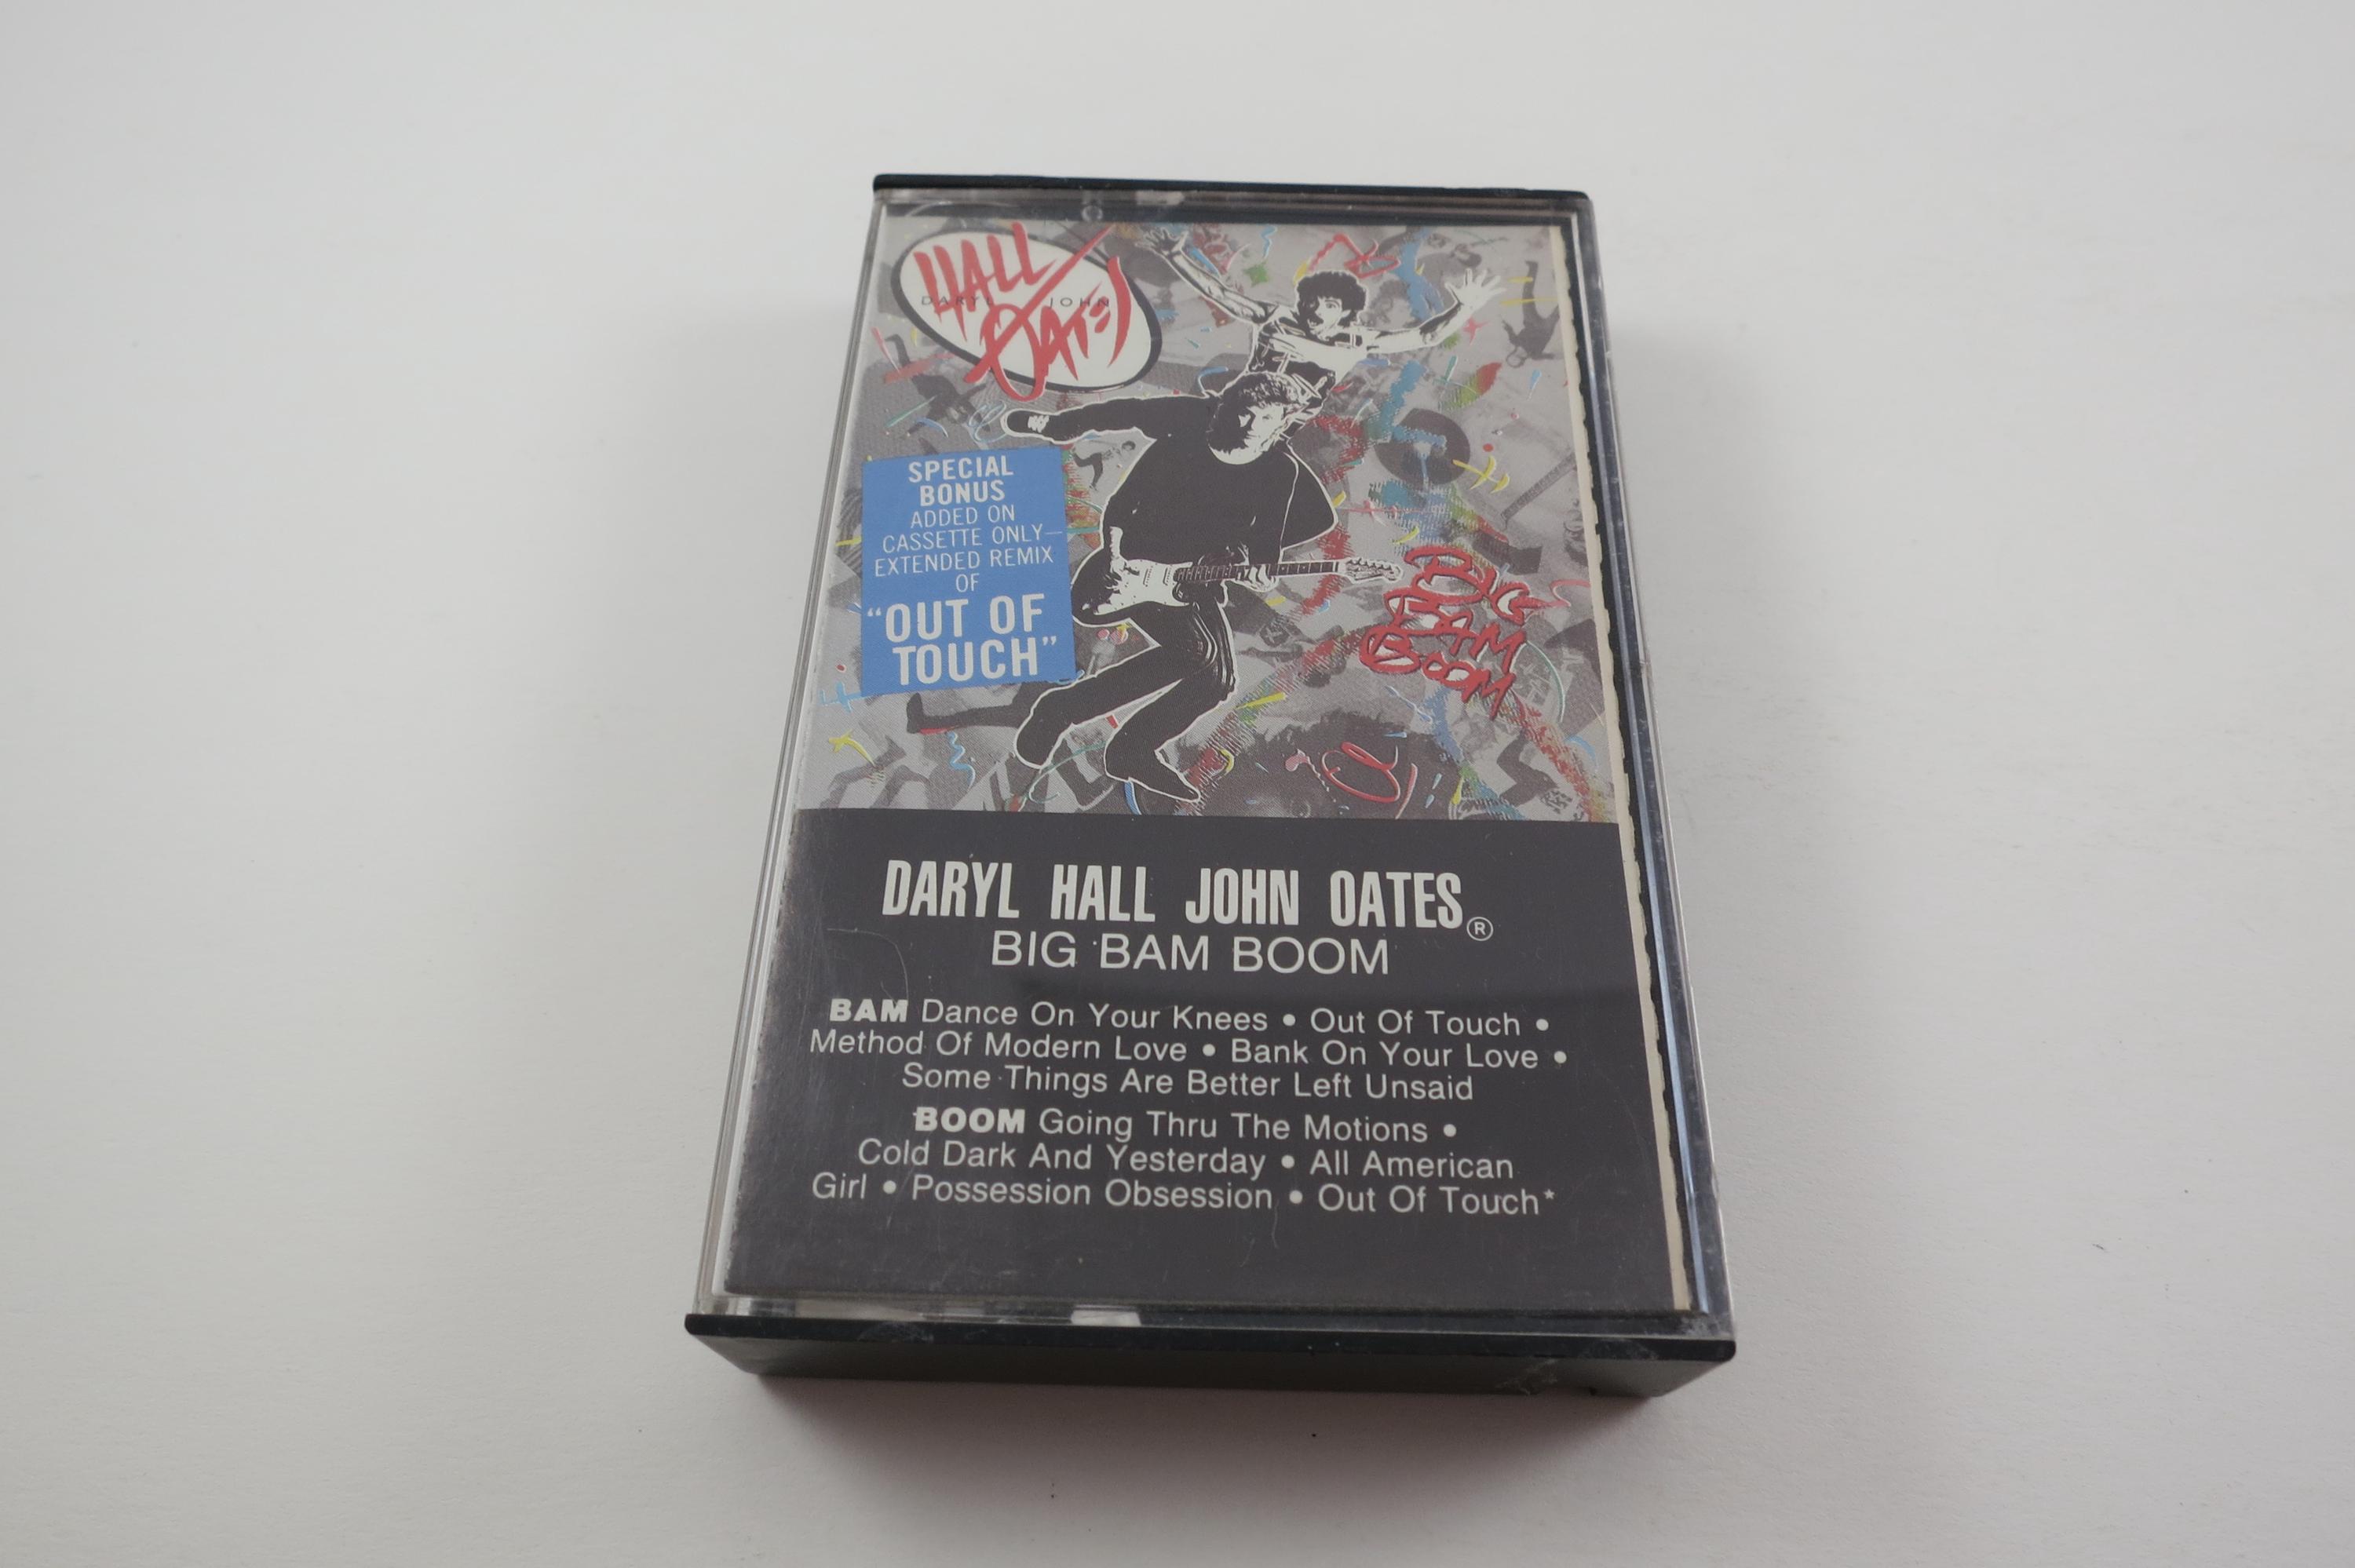 HALL
DARYL JOHN
OATES
SPECIAL
BONUS
ADDED ON
CASSETTE ONLY—
EXTENDED REMIX
OF
“OUT OF
TOUCH”
BIG
BAM
BOOM
DARYL HALL JOHN OATES®
BIG BAM BOOM
BAM Dance On Your Knees • Out Of Touch •
Method Of Modern Love • Bank On Your Love •
Some Things Are Better Left Unsaid
BOOM Going Thru The Motions •
Cold Dark And Yesterday • All American
Girl • Possession Obsession • Out Of Touch*